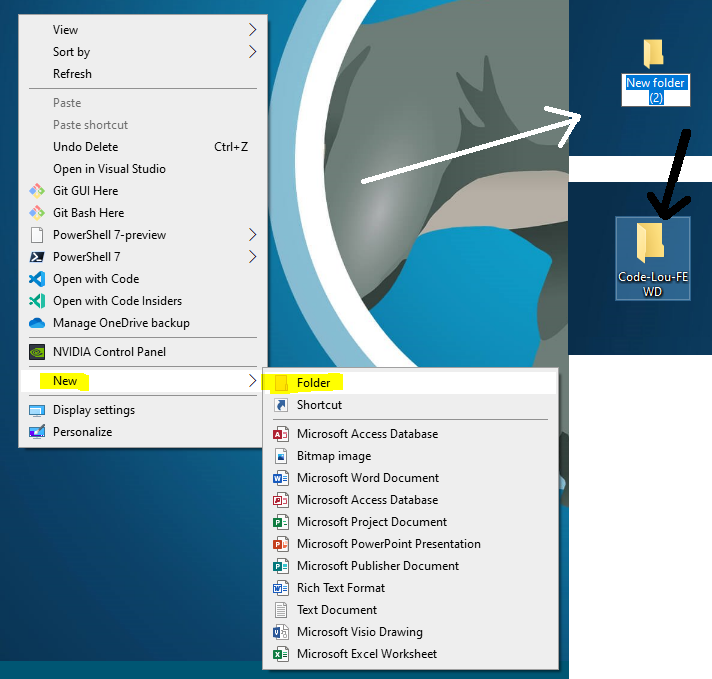 View
Sort by
Refresh
Paste
Paste shortcut
Undo Delete Ctrl+Z
Open in Visual Studio
Git GUI Here
Git Bash Here
PowerShell 7-preview
PowerShell 7
Open with Code
Open with Code Insiders
Manage OneDrive backup
NVIDIA Control Panel
New
Display settings
Personalize
Folder
Shortcut
Microsoft Access Database
Bitmap image
Microsoft Word Document
Microsoft Access Database
Microsoft Project Document
Microsoft PowerPoint Presentation
Microsoft Publisher Document
Rich Text Format
Text Document
Microsoft Visio Drawing
Microsoft Excel Worksheet
New folder
(2)
Code-Lou-FE
WD